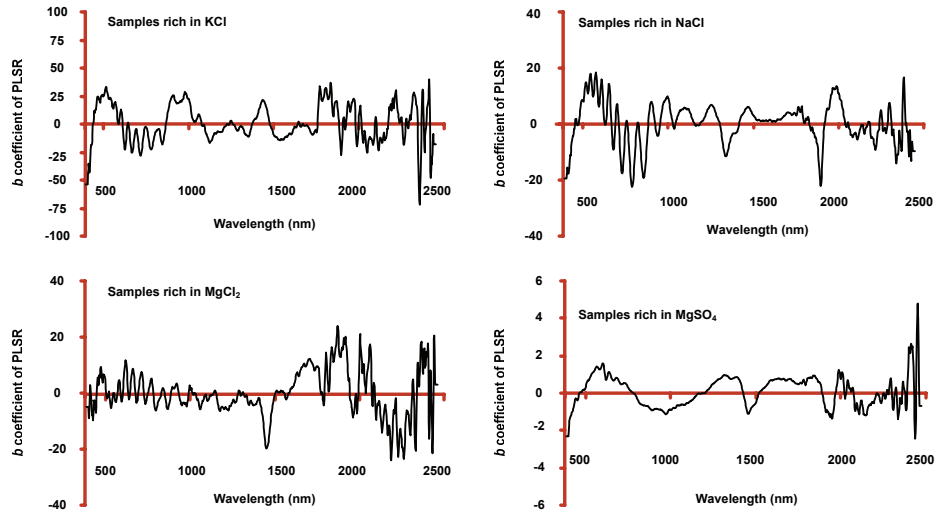 Samples rich in KCl
b coefficient of PLSR
100
75
50
25
0
-25
-50
-75
-100
500 1000 1500 2000 2500
Wavelength (nm)
Samples rich in NaCl
b coefficient of PLSR
40
20
0
-20
-40
500 1000 1500 2000 2500
Wavelength (nm)
Samples rich in MgCl₂
b coefficient of PLSR
40
20
0
-20
-40
500 1000 1500 2000 2500
Wavelength (nm)
Samples rich in MgSO₄
b coefficient of PLSR
6
4
2
0
-2
-4
-6
500 1000 1500 2000 2500
Wavelength (nm)